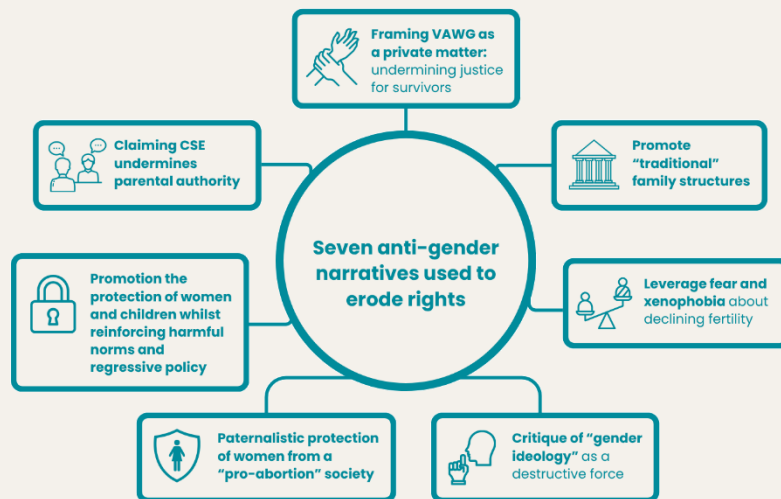 Framing VAWG as
a private matter:
undermining justice
for survivors
Claiming CSE
undermines
parental authority
Promote
“traditional”
family structures
Seven anti-gender
narratives used to
erode rights
Promotion the
protection of women
and children whilst
reinforcing harmful
norms and
regressive policy
Leverage fear and
xenophobia about
declining fertility
Paternalistic protection
of women from a
“pro-abortion” society
Critique of “gender
ideology” as a
destructive force